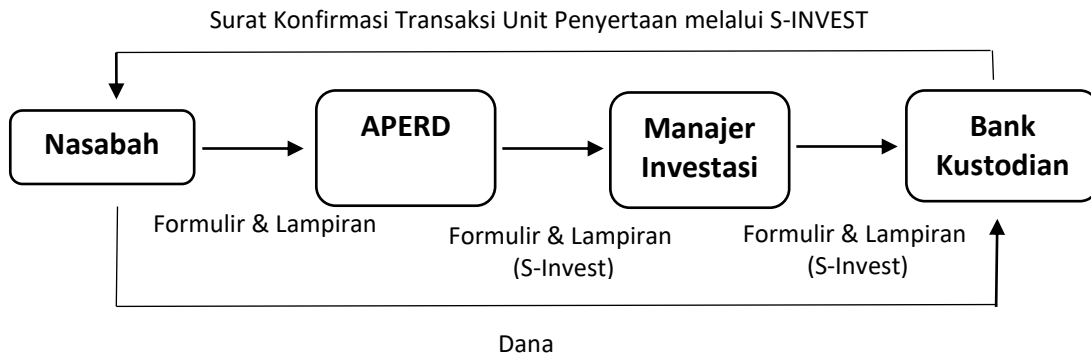 Surat Konfirmasi Transaksi Unit Penyertaan melalui S-INVEST
Nasabah
APERD
Manajer
Investasi
Bank
Kustodian
Formulir & Lampiran
Formulir & Lampiran
(S-Invest)
Formulir & Lampiran
(S-Invest)
Dana